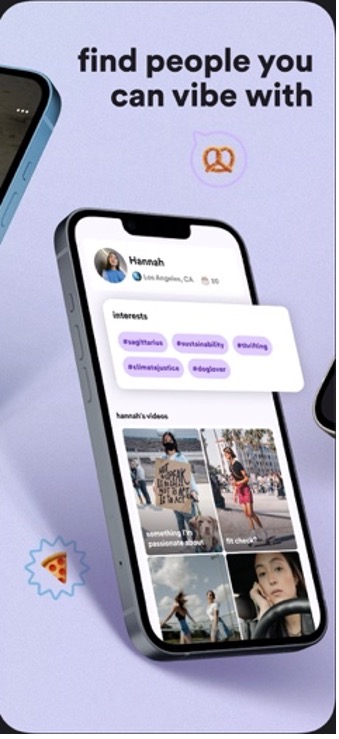 find people you
can vibe with
Hannah
Los Angeles, CA
interests
#sagittarius #sustainability #thrifting
#climatejustice #doglover
hannah's videos
something I'm
passionate about
fit check?